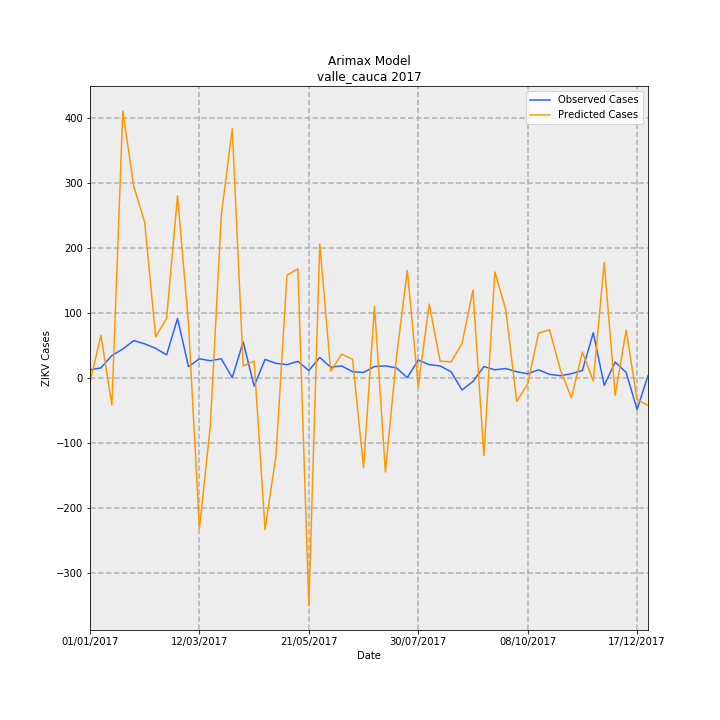 Arimax Model
valle_cauca 2017
Observed Cases
Predicted Cases
ZIKV Cases
400
300
200
100
0
−100
−200
−300
01/01/2017
12/03/2017
21/05/2017
30/07/2017
08/10/2017
17/12/2017
Date